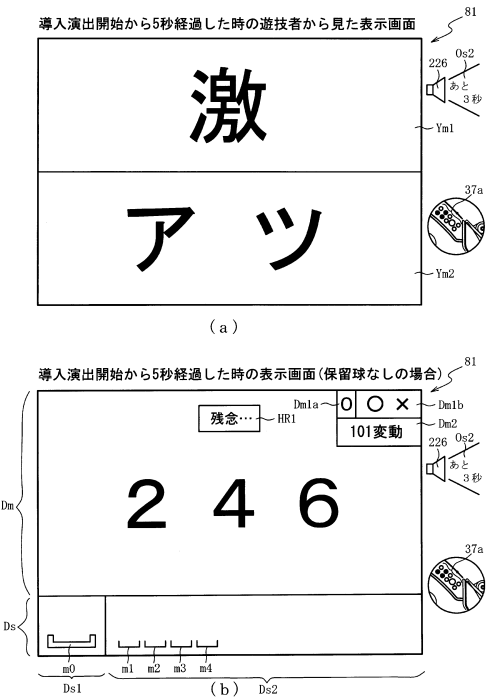 導入演出開始から5秒経過した時の遊技者から見た表示画面
81
激
アツ
226
Os2
あと
3秒
Ym1
37a
Ym2
(a)
導入演出開始から5秒経過した時の表示画面(保留球なしの場合)
81
Dm1a
0
○ ×
Dm1b
残念…
HR1
101変動
Dm2
226
Os2
あと
3秒
Dm
2 4 6
37a
Ds
m0
m1
m2
m3
m4
Ds1
(b)
Ds2